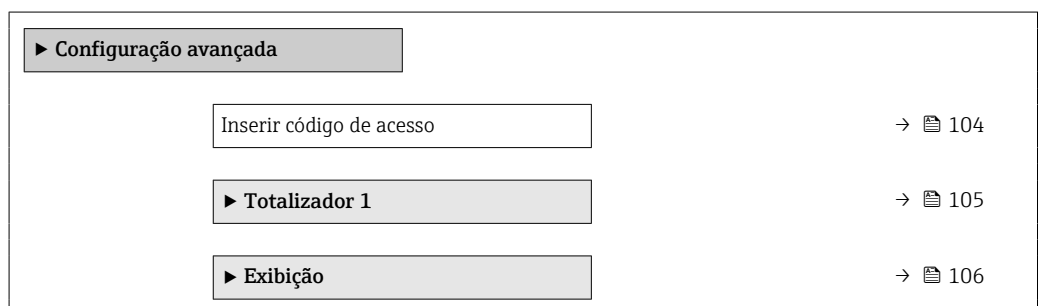 ▶ Configuração avançada
Inserir código de acesso → 104
▶ Totalizador 1 → 105
▶ Exibição → 106